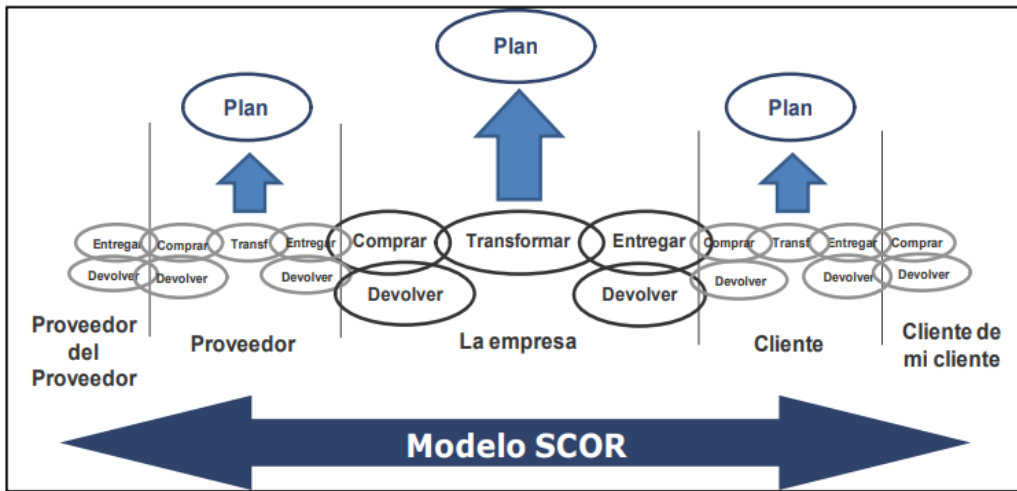 Plan
Plan
Plan
Entregar Comprar Transf Entregar Comprar Transformar Entregar Comprar Transf Entregar Comprar
Devolver Devolver Devolver Devolver Devolver Devolver Devolver Devolver
Proveedor
del
Proveedor
Proveedor
La empresa
Cliente
Cliente de
mi cliente
Modelo SCOR